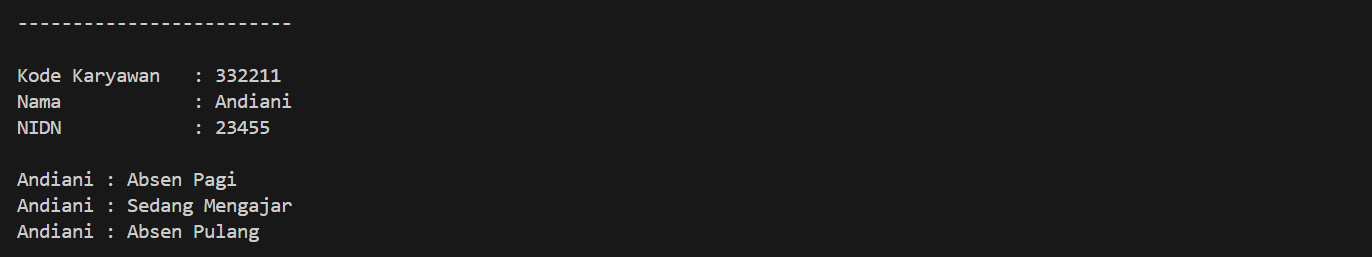 -------------------------
Kode Karyawan   : 332211
Nama            : Andiani
NIDN            : 23455
Andiani : Absen Pagi
Andiani : Sedang Mengajar
Andiani : Absen Pulang